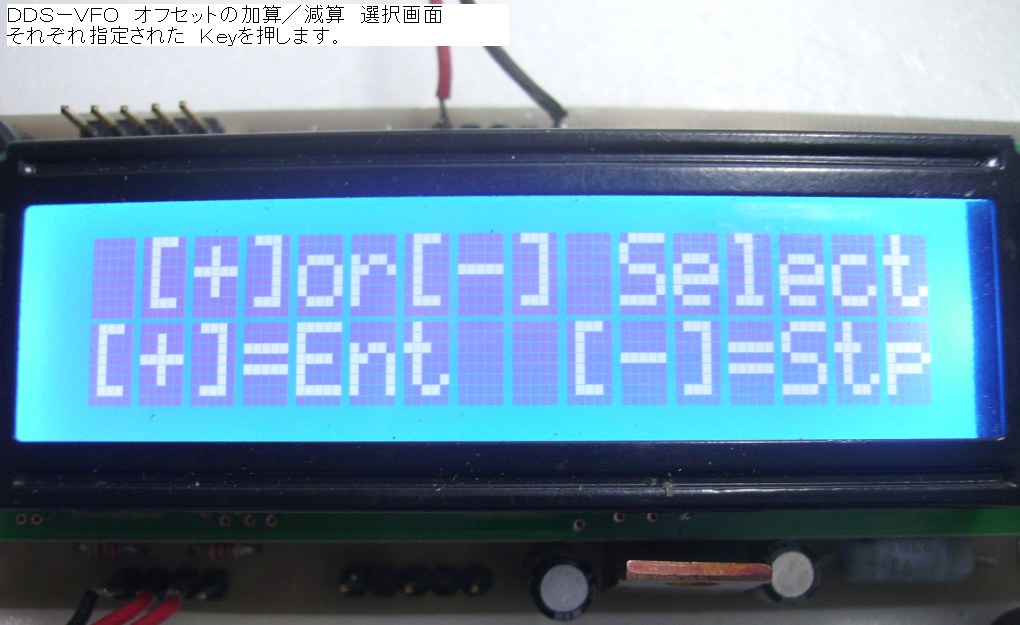 DDS－VFO　オフセットの加算／減算　選択画面
それぞれ指定された　Keyを押します。
[+]or[-] Select
[+]=Ent  [-]=Stp